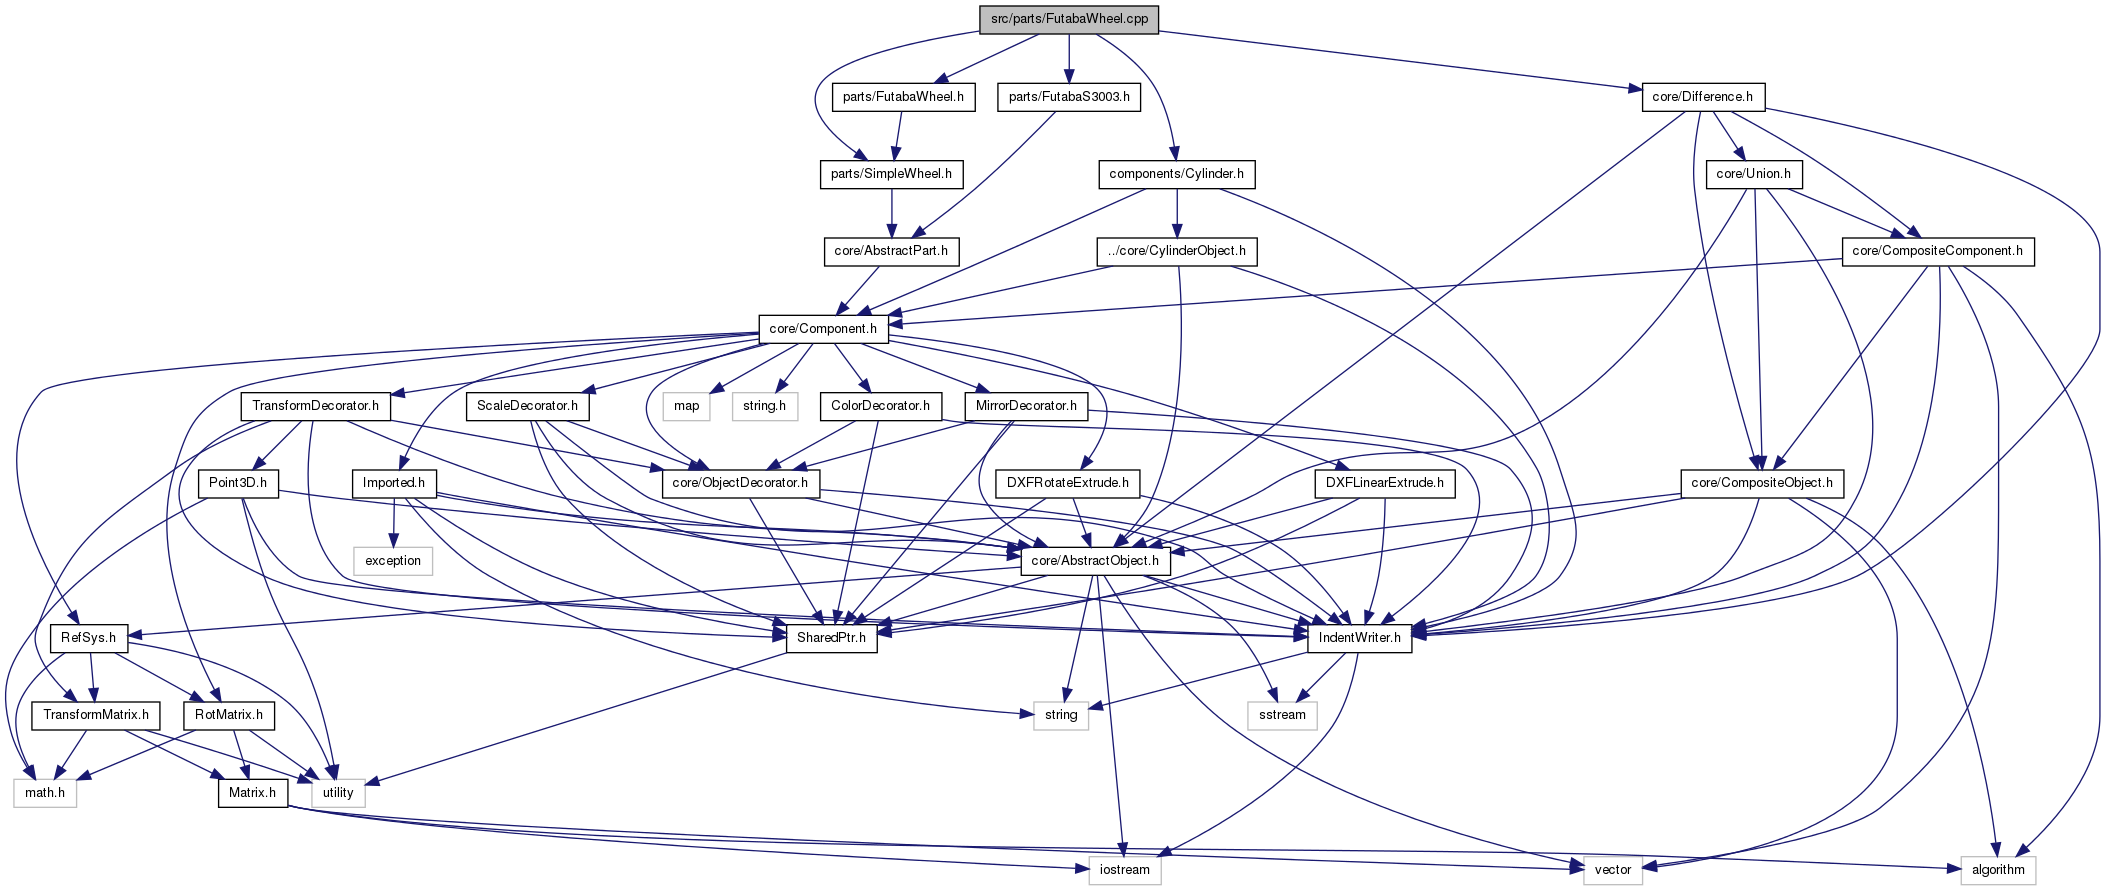 src/parts/FutabaWheel.cpp
parts/FutabaWheel.h
parts/FutabaS3003.h
core/Difference.h
parts/SimpleWheel.h
components/Cylinder.h
core/Union.h
core/AbstractPart.h
../core/CylinderObject.h
core/CompositeComponent.h
core/Component.h
TransformDecorator.h
ScaleDecorator.h
map
string.h
ColorDecorator.h
MirrorDecorator.h
Point3D.h
Imported.h
core/ObjectDecorator.h
DXFRotateExtrude.h
DXFLinearExtrude.h
core/CompositeObject.h
exception
core/AbstractObject.h
RefSys.h
SharedPtr.h
IndentWriter.h
TransformMatrix.h
RotMatrix.h
string
sstream
math.h
Matrix.h
utility
iostream
vector
algorithm